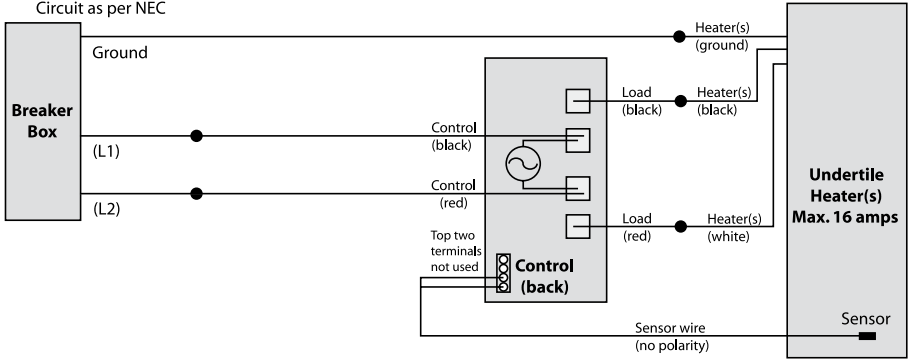 Circuit as per NEC
Ground
Heater(s)
(ground)
Breaker
Box
Load
(black)
Heater(s)
(black)
(L1)
Control
(black)
(L2)
Control
(red)
Load
(red)
Heater(s)
(white)
Undertile
Heater(s)
Max. 16 amps
Top two
terminals
not used
Control
(back)
Sensor wire
(no polarity)
Sensor